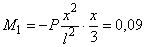 M₁ = −P x²/l² · x/3 = 0,09